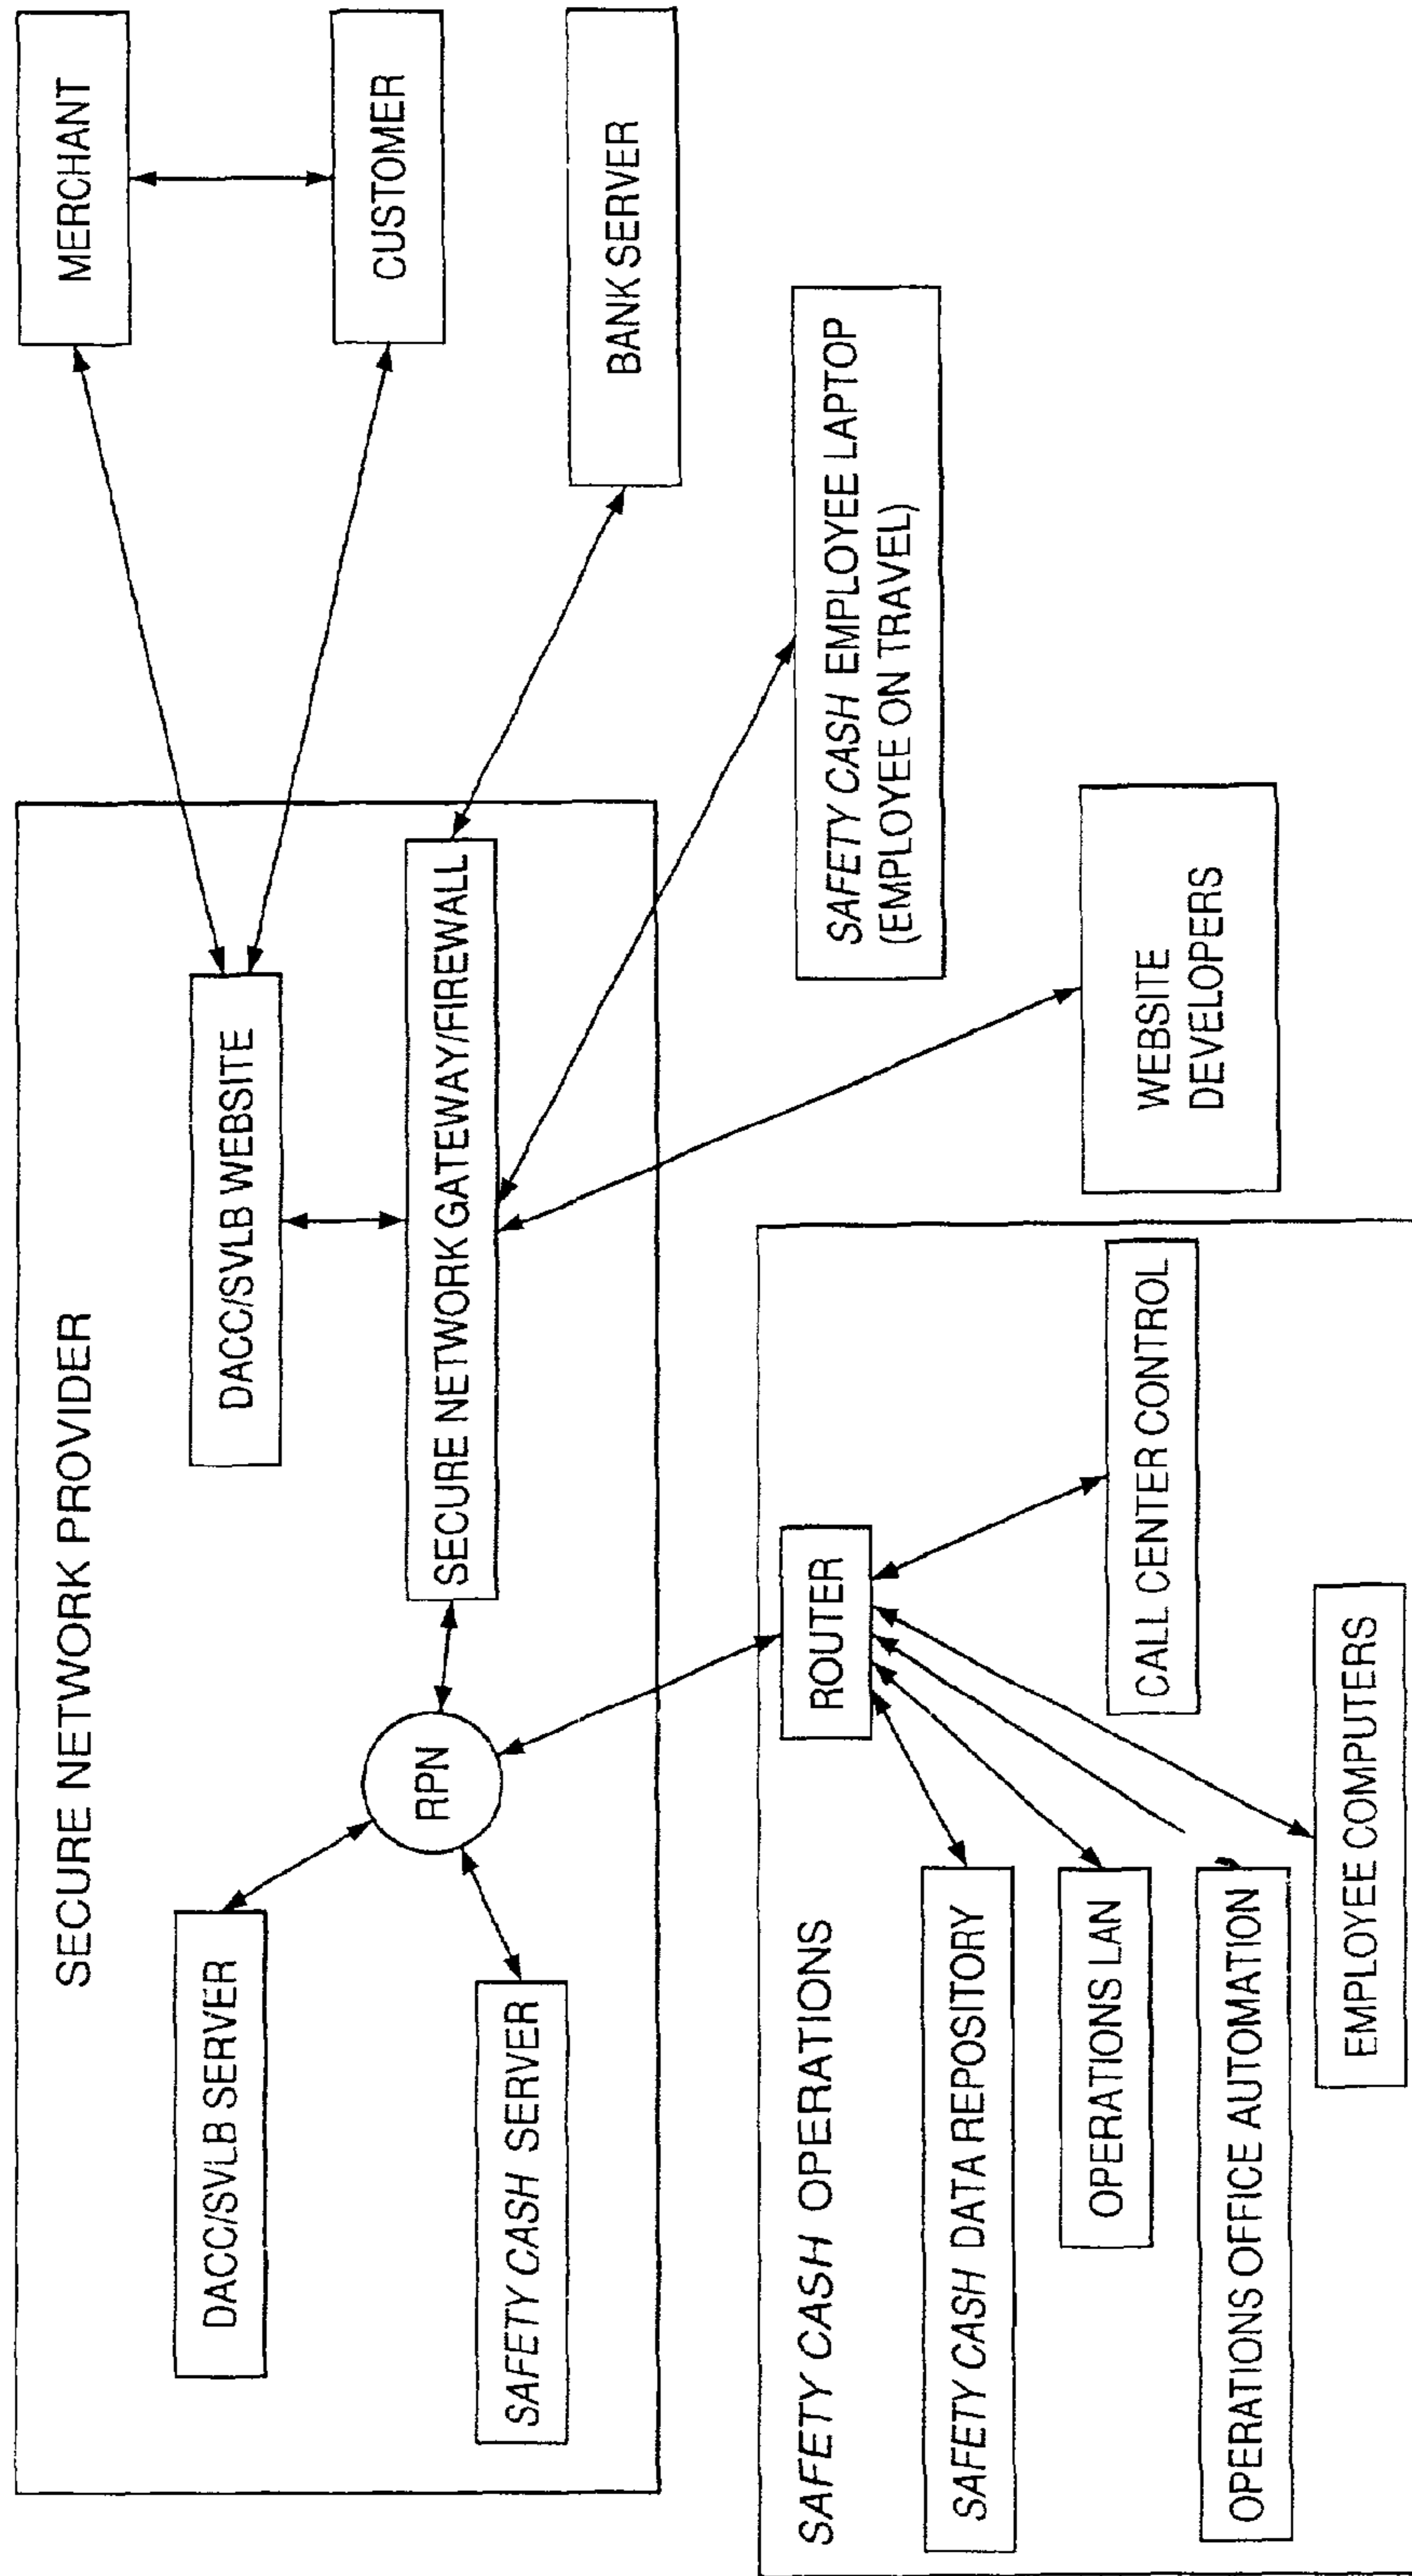 SECURE NETWORK PROVIDER
DACC/SVLB SERVER
SAFETY CASH SERVER
RPN
DACC/SVLB WEBSITE
SECURE NETWORK GATEWAY/FIREWALL
MERCHANT
CUSTOMER
BANK SERVER
SAFETY CASH EMPLOYEE LAPTOP
(EMPLOYEE ON TRAVEL)
WEBSITE
DEVELOPERS
SAFETY CASH OPERATIONS
ROUTER
SAFETY CASH DATA REPOSITORY
OPERATIONS LAN
OPERATIONS OFFICE AUTOMATION
EMPLOYEE COMPUTERS
CALL CENTER CONTROL